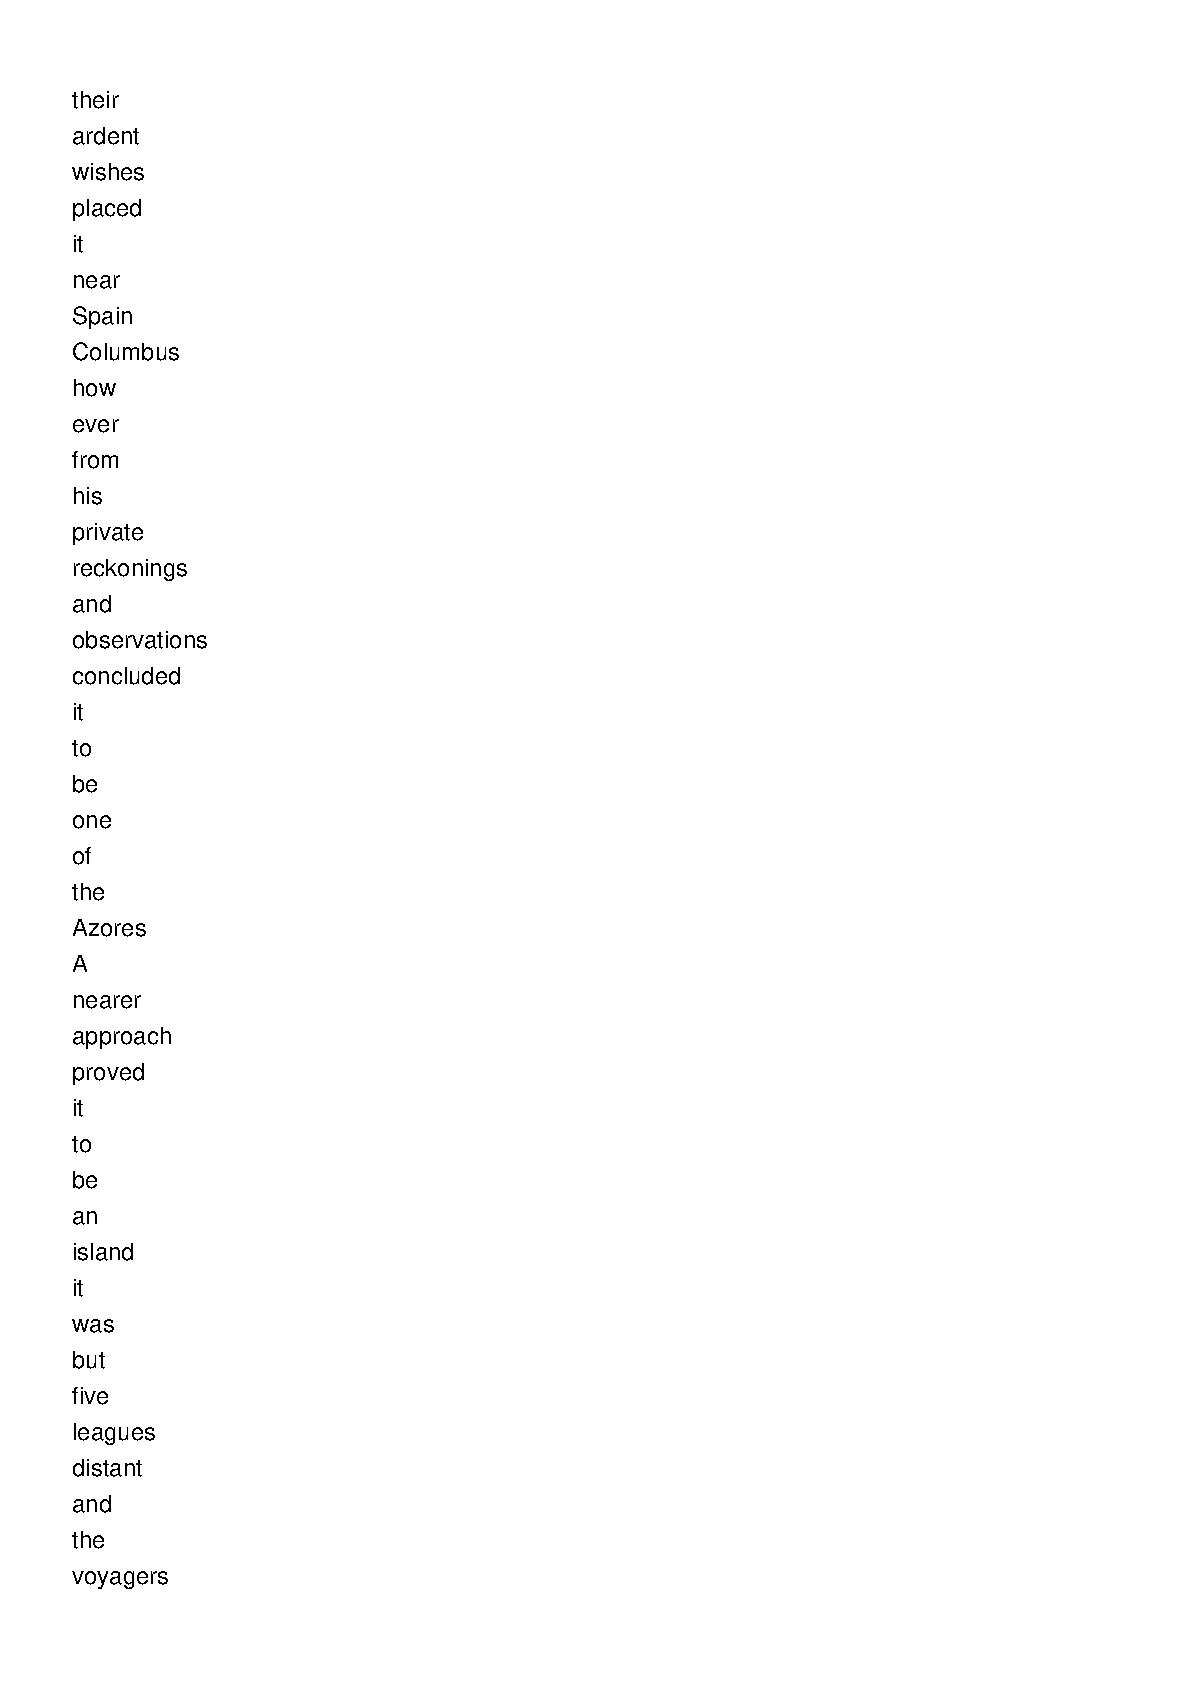 their
ardent
wishes
placed
it
near
Spain
Columbus
how
ever
from
his
private
reckonings
and
observations
concluded
it
to
be
one
of
the
Azores
A
nearer
approach
proved
it
to
be
an
island
it
was
but
five
leagues
distant
and
the
voyagers